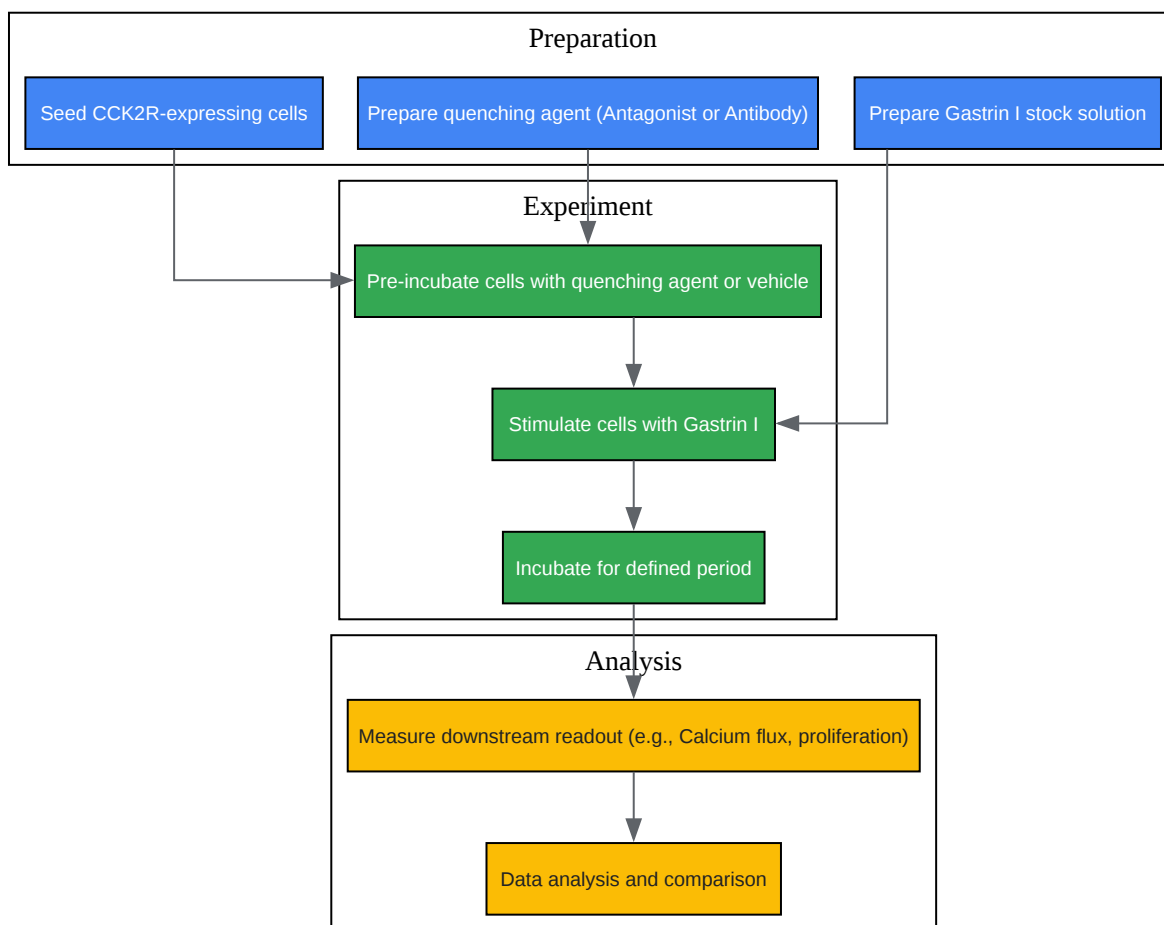 Preparation
Seed CCK2R-expressing cells
Prepare quenching agent (Antagonist or Antibody)
Prepare Gastrin I stock solution
Experiment
Pre-incubate cells with quenching agent or vehicle
Stimulate cells with Gastrin I
Incubate for defined period
Analysis
Measure downstream readout (e.g., Calcium flux, proliferation)
Data analysis and comparison